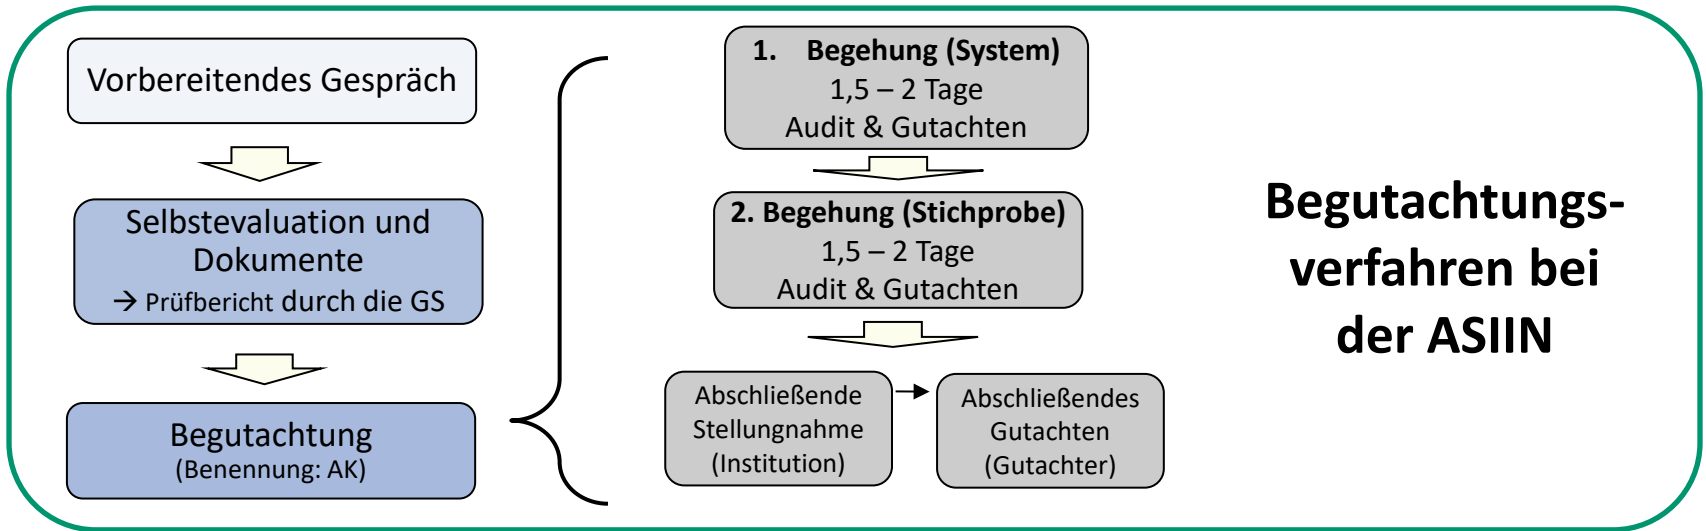 Vorbereitendes Gespräch
Selbstevaluation und
Dokumente
→ Prüfbericht durch die GS
Begutachtung
(Benennung: AK)
1. Begehung (System)
1,5 – 2 Tage
Audit & Gutachten
2. Begehung (Stichprobe)
1,5 – 2 Tage
Audit & Gutachten
Abschließende
Stellungnahme
(Institution)
Abschließendes
Gutachten
(Gutachter)
Begutachtungs-
verfahren bei
der ASIIN